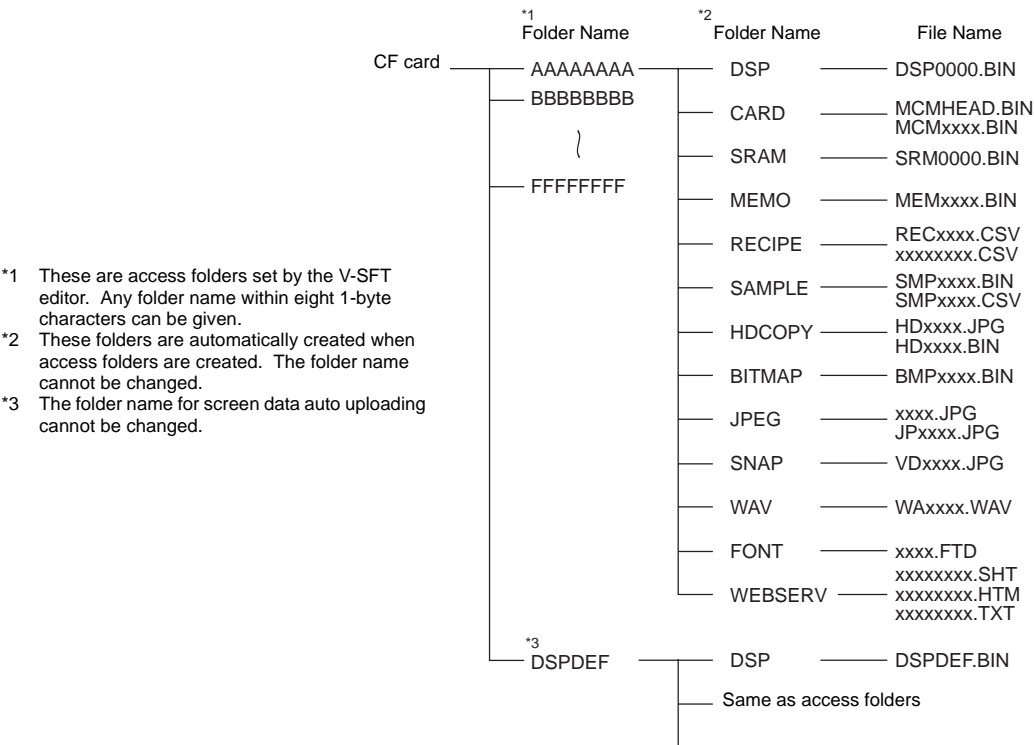 *1
Folder Name
*2
Folder Name
File Name
CF card
AAAAAAAA
DSP
DSP0000.BIN
BBBBBBBB
CARD
MCMHEAD.BIN
MCMxxxx.BIN
SRAM
SRM0000.BIN
FFFFFFFF
MEMO
MEMxxxx.BIN
RECIPE
RECxxxx.CSV
xxxxxxxx.CSV
SAMPLE
SMPxxxx.BIN
SMPxxxx.CSV
HDCOPY
HDxxxx.JPG
HDxxxx.BIN
BITMAP
BMPxxxx.BIN
JPEG
xxxx.JPG
JPxxxx.JPG
SNAP
VDxxxx.JPG
WAV
WAxxxx.WAV
FONT
xxxx.FTD
WEBSERV
xxxxxxxx.SHT
xxxxxxxx.HTM
xxxxxxxx.TXT
*3
DSPDEF
DSP
DSPDEF.BIN
Same as access folders
*1 These are access folders set by the V-SFT
editor. Any folder name within eight 1-byte
characters can be given.
*2 These folders are automatically created when
access folders are created. The folder name
cannot be changed.
*3 The folder name for screen data auto uploading
cannot be changed.